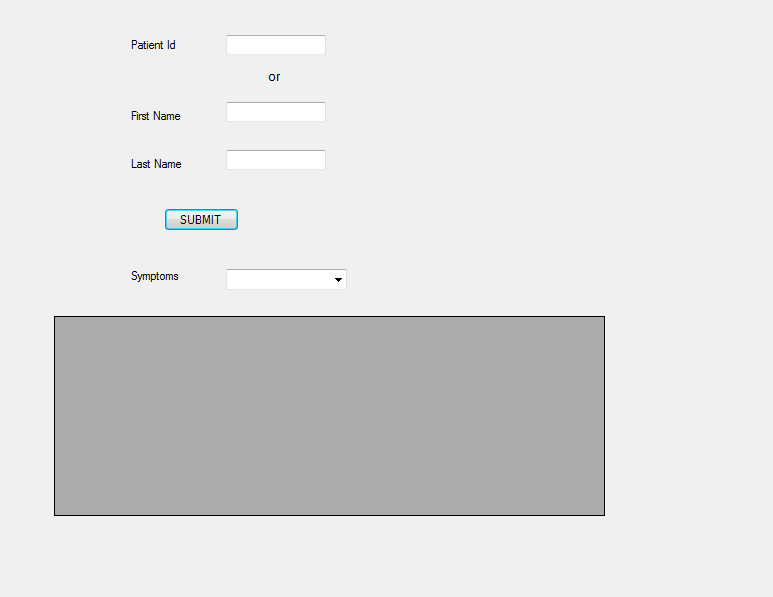 Patient Id
or
First Name
Last Name
SUBMIT
Symptoms